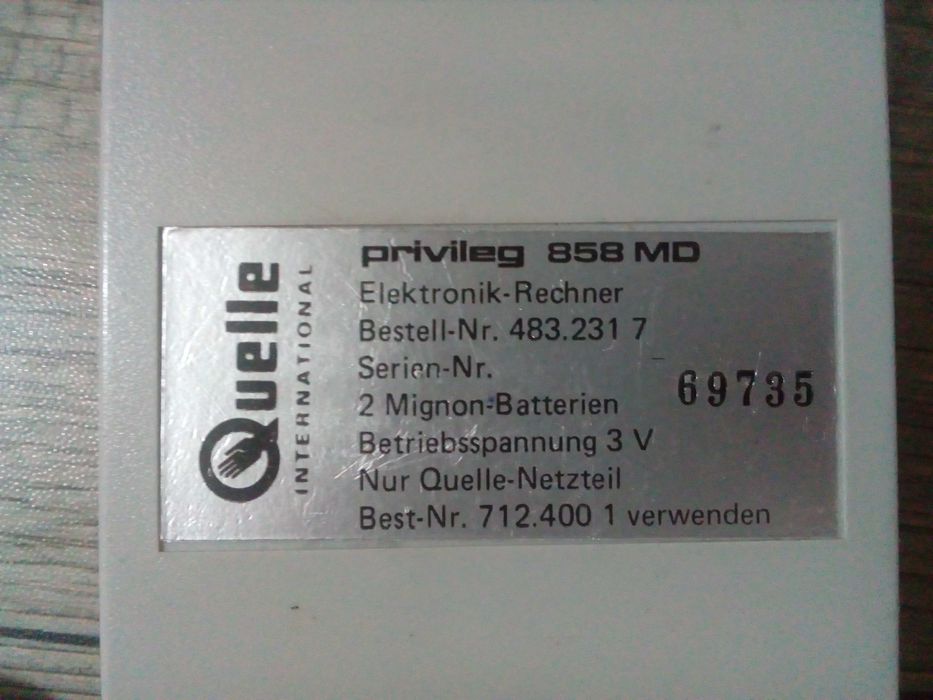 Quelle
INTERNATIONAL
privileg 858 MD
Elektronik-Rechner
Bestell-Nr. 483.231 7
Serien-Nr. 69735
2 Mignon-Batterien
Betriebsspannung 3 V
Nur Quelle-Netzteil
Best-Nr. 712.400 1 verwenden